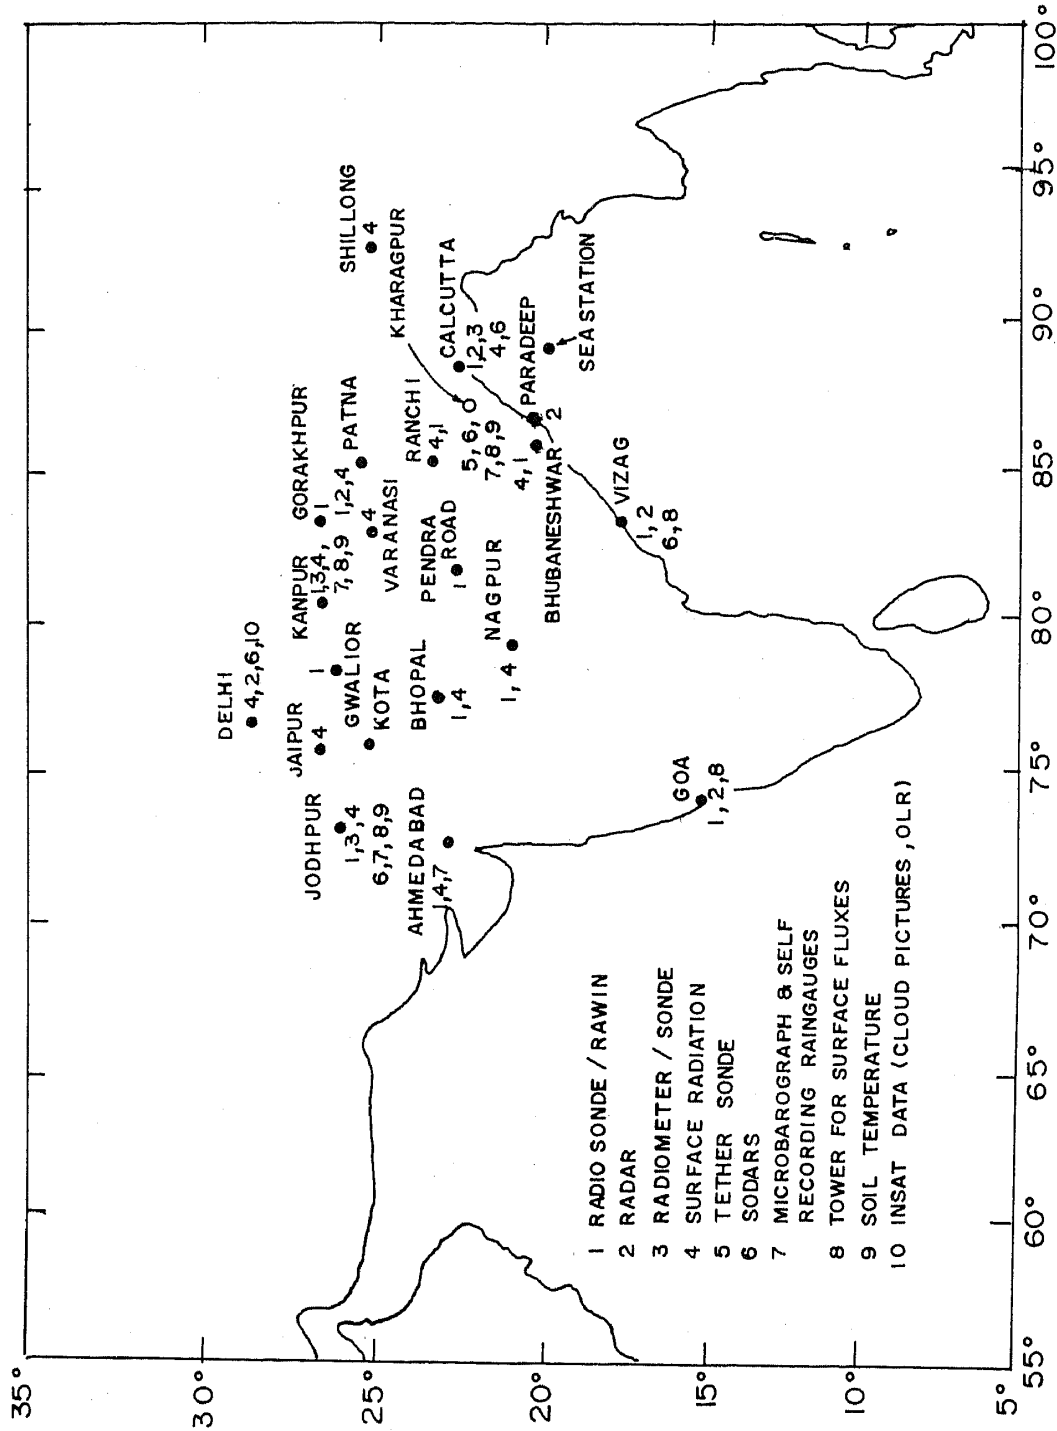 35°
30°
25°
20°
15°
10°
5°
55°
60°
65°
70°
75°
80°
85°
90°
95°
100°
DELHI
4,2,6,10
JAIPUR
4
JODHPUR
1,3,4
6,7,8,9
AHMEDABAD
1,4,7
KANPUR
1,3,4,
7,8,9
GORAKHPUR
1
1
GWALIOR
KOTA
PATNA
1,2,4
4
VARANASI
BHOPAL
1,4
PENDRA
ROAD
1
NAGPUR
1,4
RANCHI
4,1
SHILLONG
4
KHARAGPUR
5,6,
7,8,9
CALCUTTA
1,2,3
4,6
PARADEEP
2
SEA STATION
4,1
BHUBANESHWAR
VIZAG
1,2
6,8
GOA
1,2,8
1 RADIO SONDE / RAWIN
2 RADAR
3 RADIOMETER / SONDE
4 SURFACE RADIATION
5 TETHER SONDE
6 SODARS
7 MICROBAROGRAPH & SELF
RECORDING RAINGAUGES
8 TOWER FOR SURFACE FLUXES
9 SOIL TEMPERATURE
10 INSAT DATA (CLOUD PICTURES, OLR)